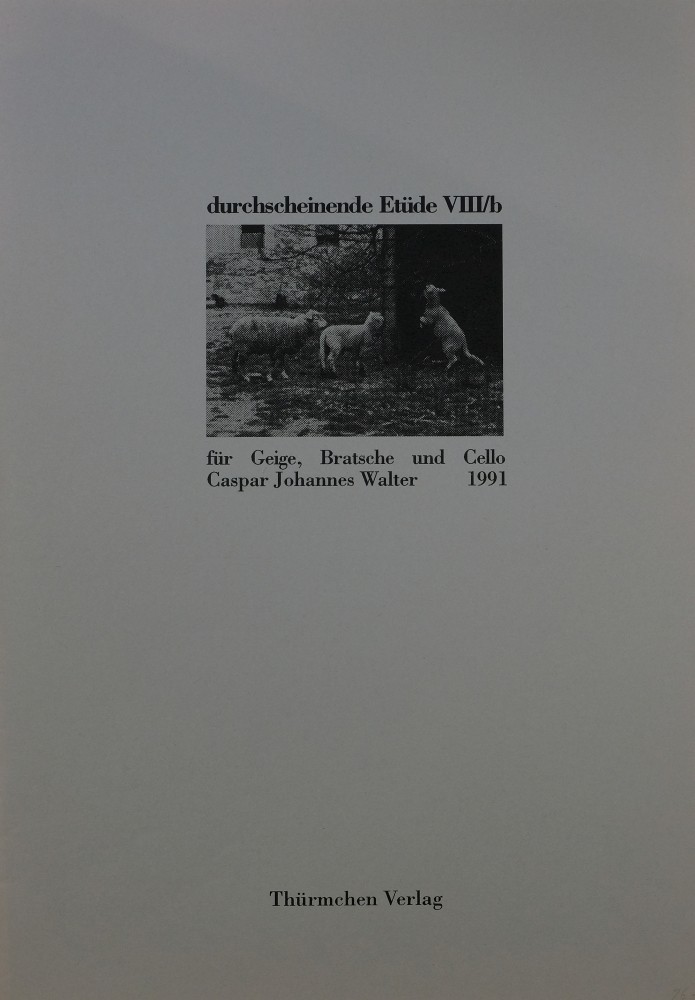 durchscheinende Etüde VIII/b
für Geige, Bratsche und Cello
Caspar Johannes Walter 1991
Thürmchen Verlag